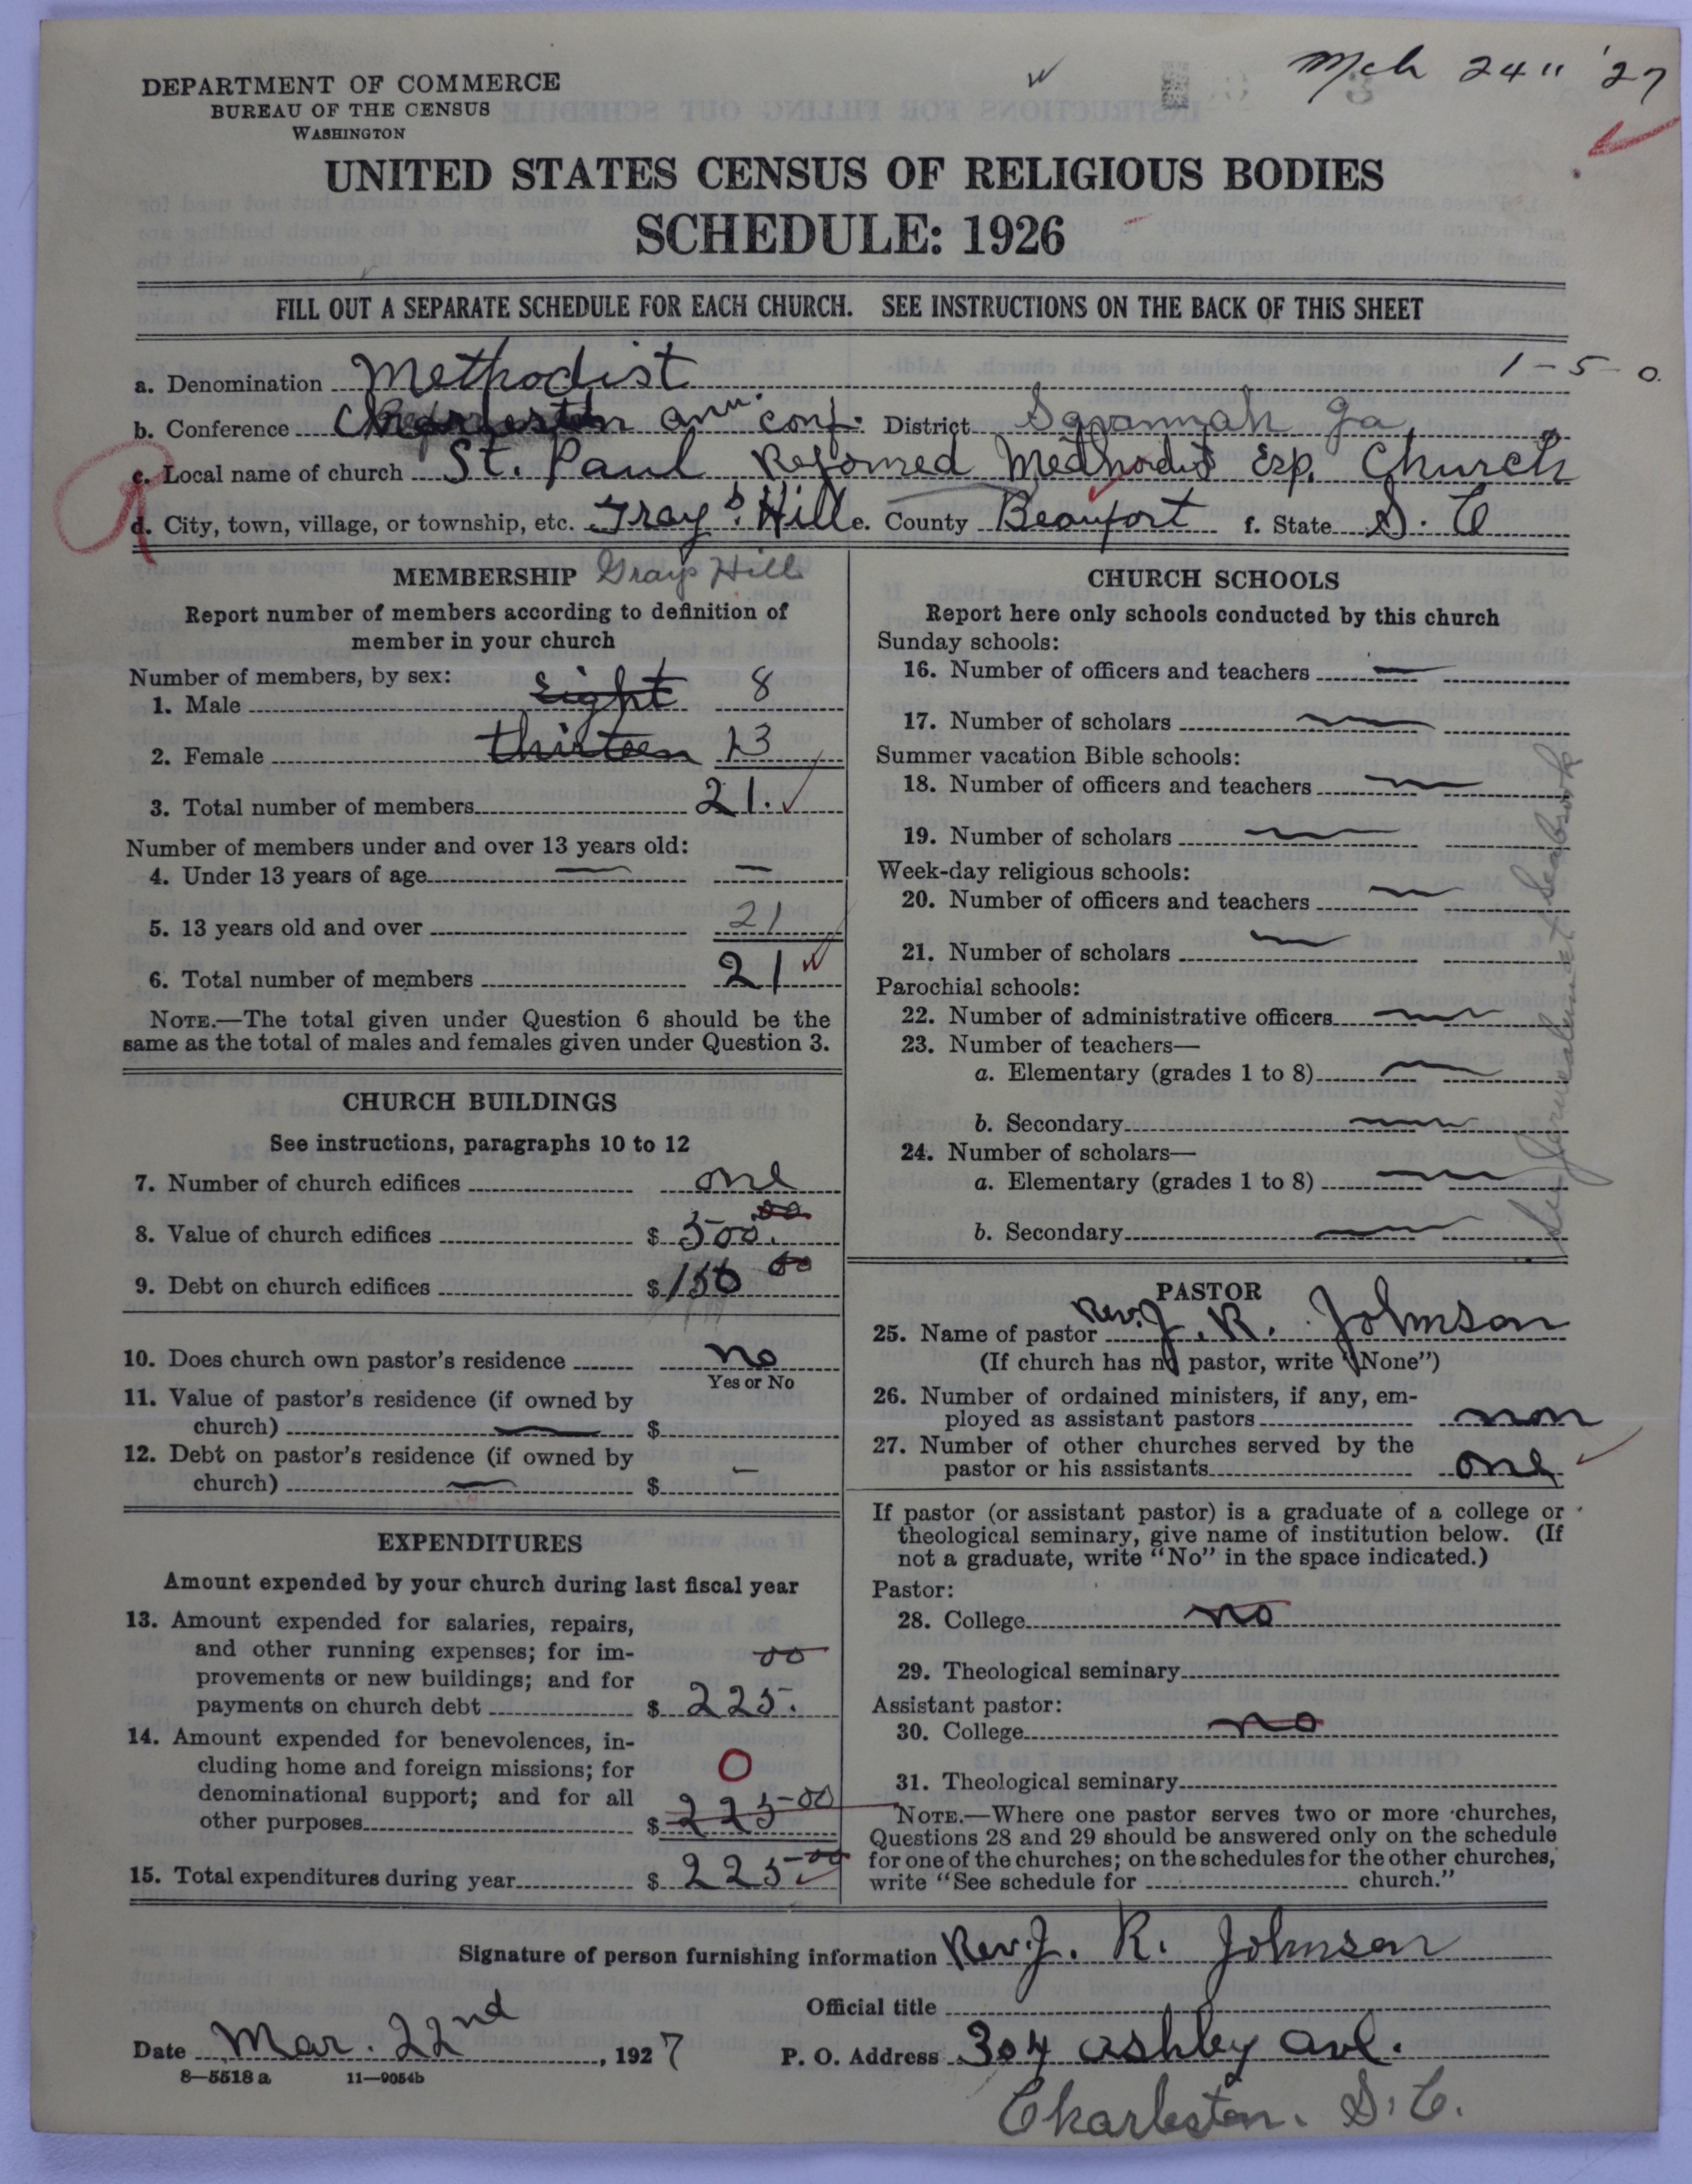 Mch 24" '27
DEPARTMENT OF COMMERCE
BUREAU OF THE CENSUS
WASHINGTON
UNITED STATES CENSUS OF RELIGIOUS BODIES
SCHEDULE: 1926
FILL OUT A SEPARATE SCHEDULE FOR EACH CHURCH. SEE INSTRUCTIONS ON THE BACK OF THIS SHEET
1-5-0
a. Denomination Methodist
b. Conference Charleston Ann. Conf. District Savannah Ga
c. Local name of church St. Paul Reformed Methodist Esp. Church
d. City, town, village, or township, etc. Grays Hill e. County Beaufort f. State S. C
MEMBERSHIP Grays Hill
Report number of members according to definition of
member in your church
Number of members, by sex:
1. Male eight 8
2. Female thirteen 13
3. Total number of members 21.
Number of members under and over 13 years old:
4. Under 13 years of age — —
5. 13 years old and over 21
6. Total number of members 21
NOTE.—The total given under Question 6 should be the
same as the total of males and females given under Question 3.
CHURCH BUILDINGS
See instructions, paragraphs 10 to 12
7. Number of church edifices one
8. Value of church edifices $ 500.00
9. Debt on church edifices $ 150 00
10. Does church own pastor's residence no
Yes or No
11. Value of pastor's residence (if owned by
church) — $
12. Debt on pastor's residence (if owned by
church) — $ —
EXPENDITURES
Amount expended by your church during last fiscal year
13. Amount expended for salaries, repairs,
and other running expenses; for im-
provements or new buildings; and for
payments on church debt $ 225.00
14. Amount expended for benevolences, in-
cluding home and foreign missions; for
denominational support; and for all
other purposes $ 225 00
0
15. Total expenditures during year $ 225 00
CHURCH SCHOOLS
Report here only schools conducted by this church
Sunday schools:
16. Number of officers and teachers —
17. Number of scholars —
Summer vacation Bible schools:
18. Number of officers and teachers —
19. Number of scholars —
Week-day religious schools:
20. Number of officers and teachers —
21. Number of scholars —
Parochial schools:
22. Number of administrative officers —
23. Number of teachers—
a. Elementary (grades 1 to 8) —
b. Secondary —
24. Number of scholars—
a. Elementary (grades 1 to 8) —
b. Secondary —
See Jerusalem at Seabrook
PASTOR
25. Name of pastor Rev. J. R. Johnson
(If church has no pastor, write "None")
26. Number of ordained ministers, if any, em-
ployed as assistant pastors non
27. Number of other churches served by the
pastor or his assistants one
If pastor (or assistant pastor) is a graduate of a college or
theological seminary, give name of institution below. (If
not a graduate, write "No" in the space indicated.)
Pastor:
28. College no
29. Theological seminary
Assistant pastor:
30. College no
31. Theological seminary
NOTE.—Where one pastor serves two or more churches,
Questions 28 and 29 should be answered only on the schedule
for one of the churches; on the schedules for the other churches,
write "See schedule for church."
Signature of person furnishing information Rev. J. R. Johnson
Official title
Date Mar. 22nd, 1927 P. O. Address 304 Ashby Ave.
8—5518 a 11—9054b
Charleston. S. C.